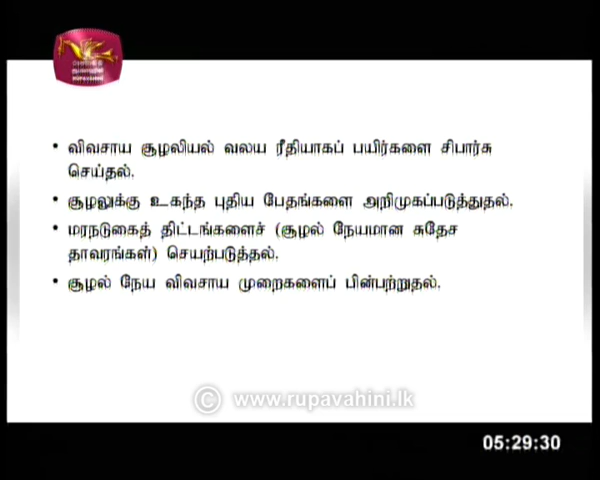 • விவசாய சூழலியல் வலய ரீதியாகப் பயிர்களை சிபார்சு
செய்தல்.
• சூழலுக்கு உகந்த புதிய பேதங்களை அறிமுகப்படுத்துதல்.
• மரநடுகைத் திட்டங்களைச் (சூழல் நேயமான சுதேச
தாவரங்கள்) செயற்படுத்தல்.
• சூழல் நேய விவசாய முறைகளைப் பின்பற்றுதல்.
© www.rupavahini.lk
05:29:30